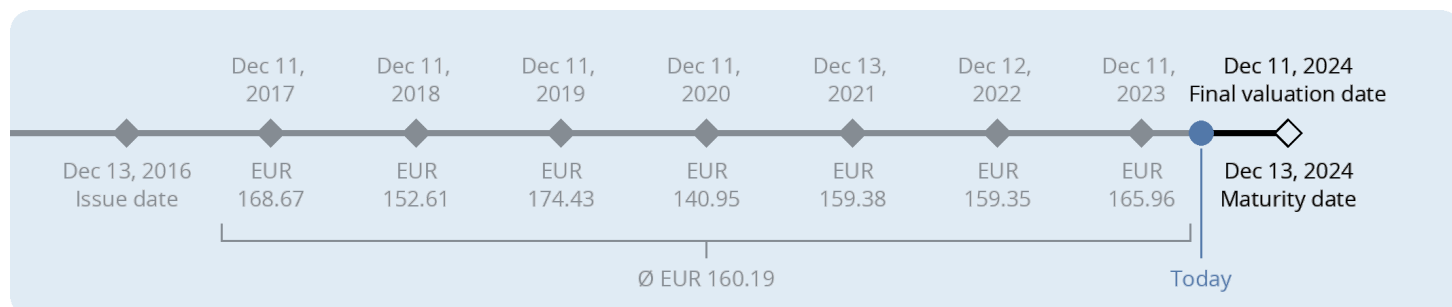 Dec 11,
2017
Dec 11,
2018
Dec 11,
2019
Dec 11,
2020
Dec 13,
2021
Dec 12,
2022
Dec 11,
2023
Dec 11, 2024
Final valuation date
Dec 13, 2016
Issue date
EUR
168.67
EUR
152.61
EUR
174.43
EUR
140.95
EUR
159.38
EUR
159.35
EUR
165.96
Dec 13, 2024
Maturity date
Ø EUR 160.19
Today